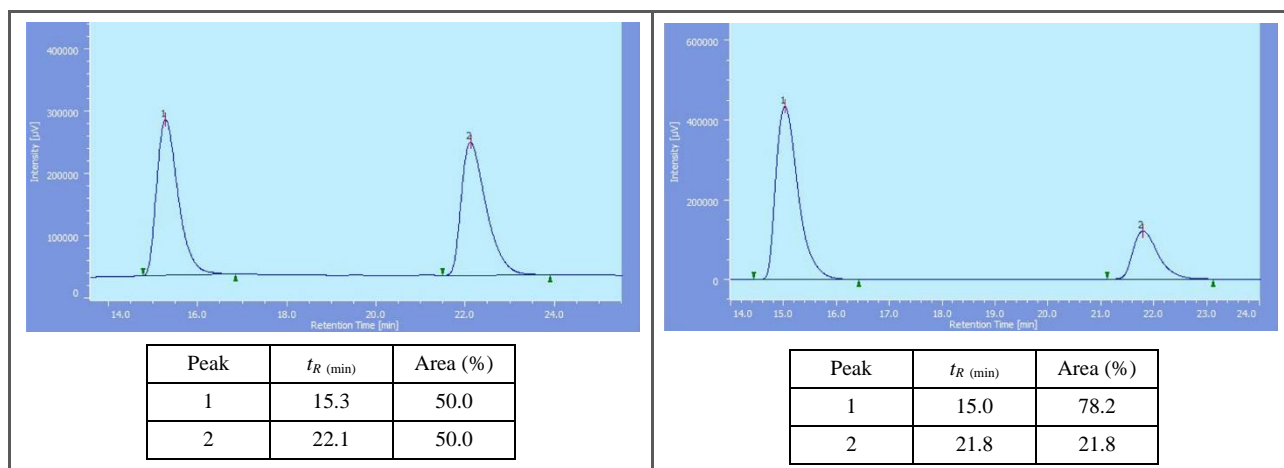 400000
300000
200000
100000
0
Intensity [µV]
1
2
14.0 16.0 18.0 20.0 22.0 24.0
Retention Time [min]
Peak tR (min) Area (%)
1 15.3 50.0
2 22.1 50.0
600000
400000
200000
0
Intensity [µV]
1
2
14.0 15.0 16.0 17.0 18.0 19.0 20.0 21.0 22.0 23.0 24.0
Retention Time [min]
Peak tR (min) Area (%)
1 15.0 78.2
2 21.8 21.8